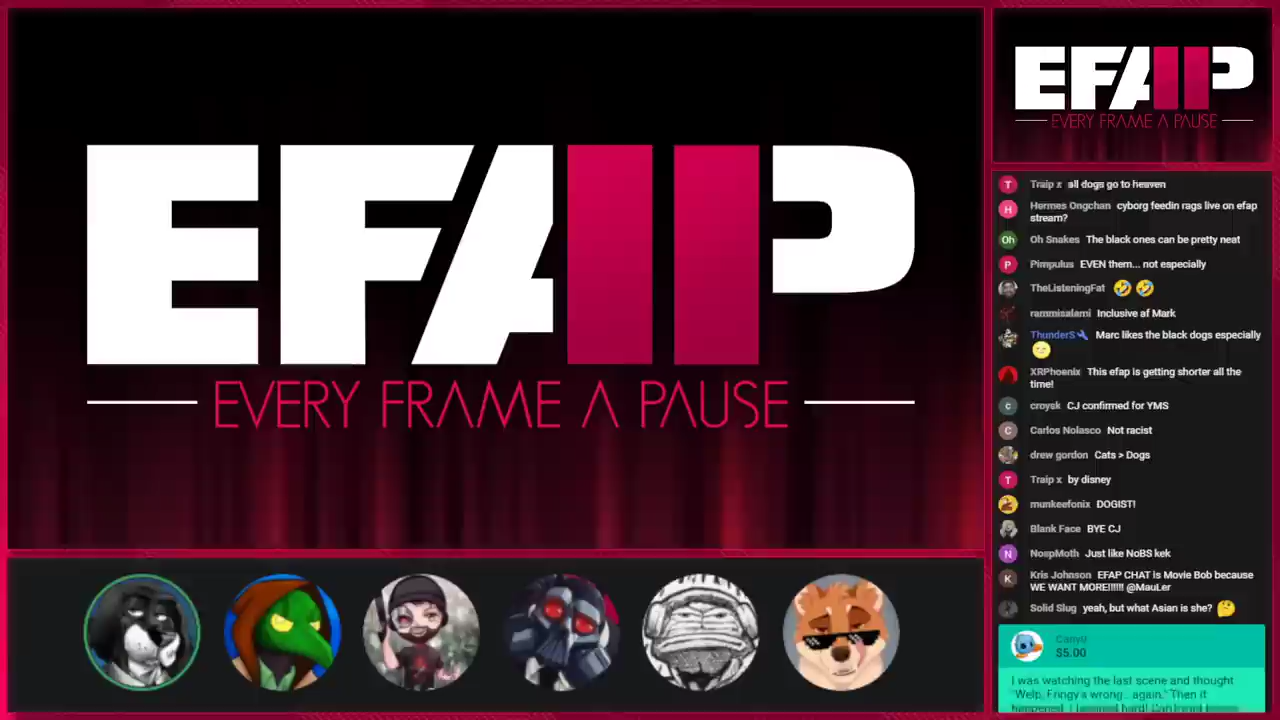 EFAP
EVERY FRAME A PAUSE
EFAP
EVERY FRAME A PAUSE
T Traip x all dogs go to heaven
H Hermes Ongchan cyborg feedin rags live on efap
stream?
Oh Oh Snakes The black ones can be pretty neat
P Pimpulus EVEN them... not especially
TheListeningFat 🤣 🤣
rammisalami Inclusive af Mark
ThunderS Marc likes the black dogs especially
XRPhoenix This efap is getting shorter all the
time!
c croysk CJ confirmed for YMS
C Carlos Nolasco Not racist
drew gordon Cats > Dogs
T Traip x by disney
munkeefonix DOGIST!
Blank Face BYE CJ
N NospMoth Just like NoBS kek
K Kris Johnson EFAP CHAT is Movie Bob because
WE WANT MORE!!!!!! @MauLer
Solid Slug yeah, but what Asian is she? 🤔
$5.00
I was watching the last scene and thought
"Welp, Fringy's wrong.. again." Then it
happened. I